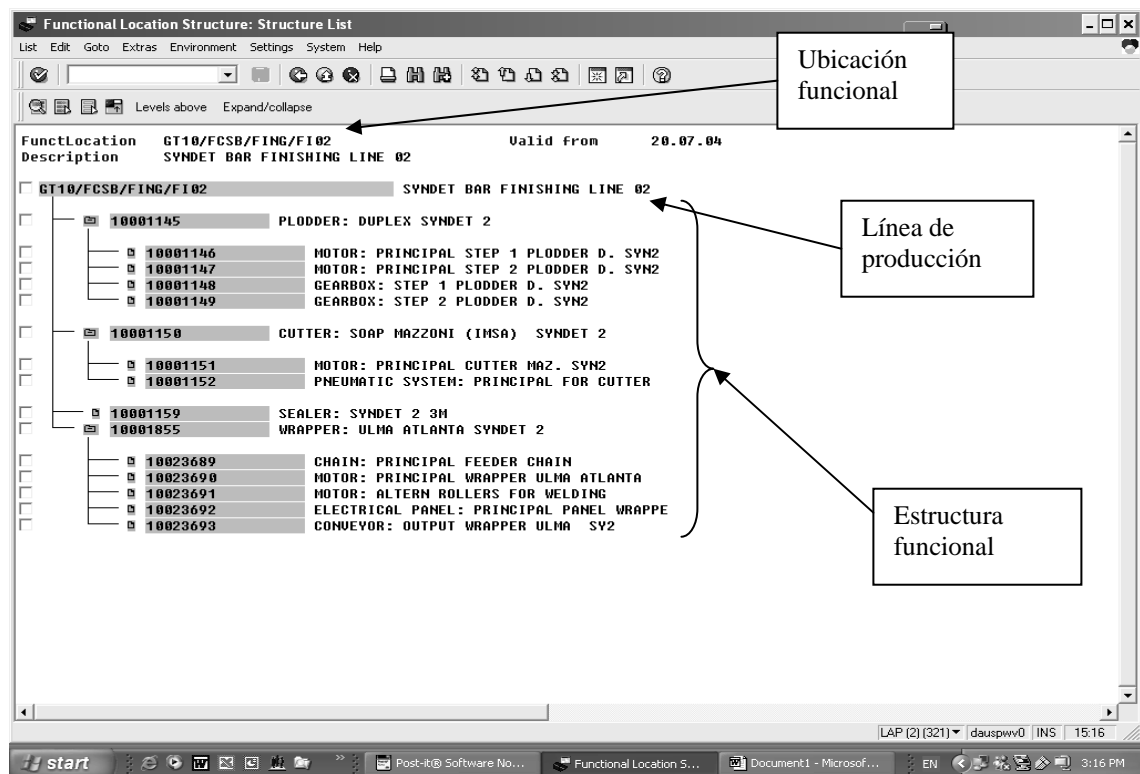 Functional Location Structure: Structure List
List Edit Goto Extras Environment Settings System Help
Ubicación
funcional
Levels above Expand/collapse
FunctLocation GT10/FCSB/FING/FI02 Valid from 20.07.04
Description SYNDET BAR FINISHING LINE 02
GT10/FCSB/FING/FI02 SYNDET BAR FINISHING LINE 02
10001145 PLODDER: DUPLEX SYNDET 2
Línea de
producción
10001146 MOTOR: PRINCIPAL STEP 1 PLODDER D. SYN2
10001147 MOTOR: PRINCIPAL STEP 2 PLODDER D. SYN2
10001148 GEARBOX: STEP 1 PLODDER D. SYN2
10001149 GEARBOX: STEP 2 PLODDER D. SYN2
10001150 CUTTER: SOAP MAZZONI (IMSA) SYNDET 2
10001151 MOTOR: PRINCIPAL CUTTER MAZ. SYN2
10001152 PNEUMATIC SYSTEM: PRINCIPAL FOR CUTTER
10001159 SEALER: SYNDET 2 3M
10001855 WRAPPER: ULMA ATLANTA SYNDET 2
10023689 CHAIN: PRINCIPAL FEEDER CHAIN
10023690 MOTOR: PRINCIPAL WRAPPER ULMA ATLANTA
10023691 MOTOR: ALTERN ROLLERS FOR WELDING
10023692 ELECTRICAL PANEL: PRINCIPAL PANEL WRAPPE
10023693 CONVEYOR: OUTPUT WRAPPER ULMA SY2
Estructura
funcional
LAP (2) (321) dauspwv0 INS 15:16
start Post-it® Software No... Functional Location S... Document1 - Microsof... EN 3:16 PM